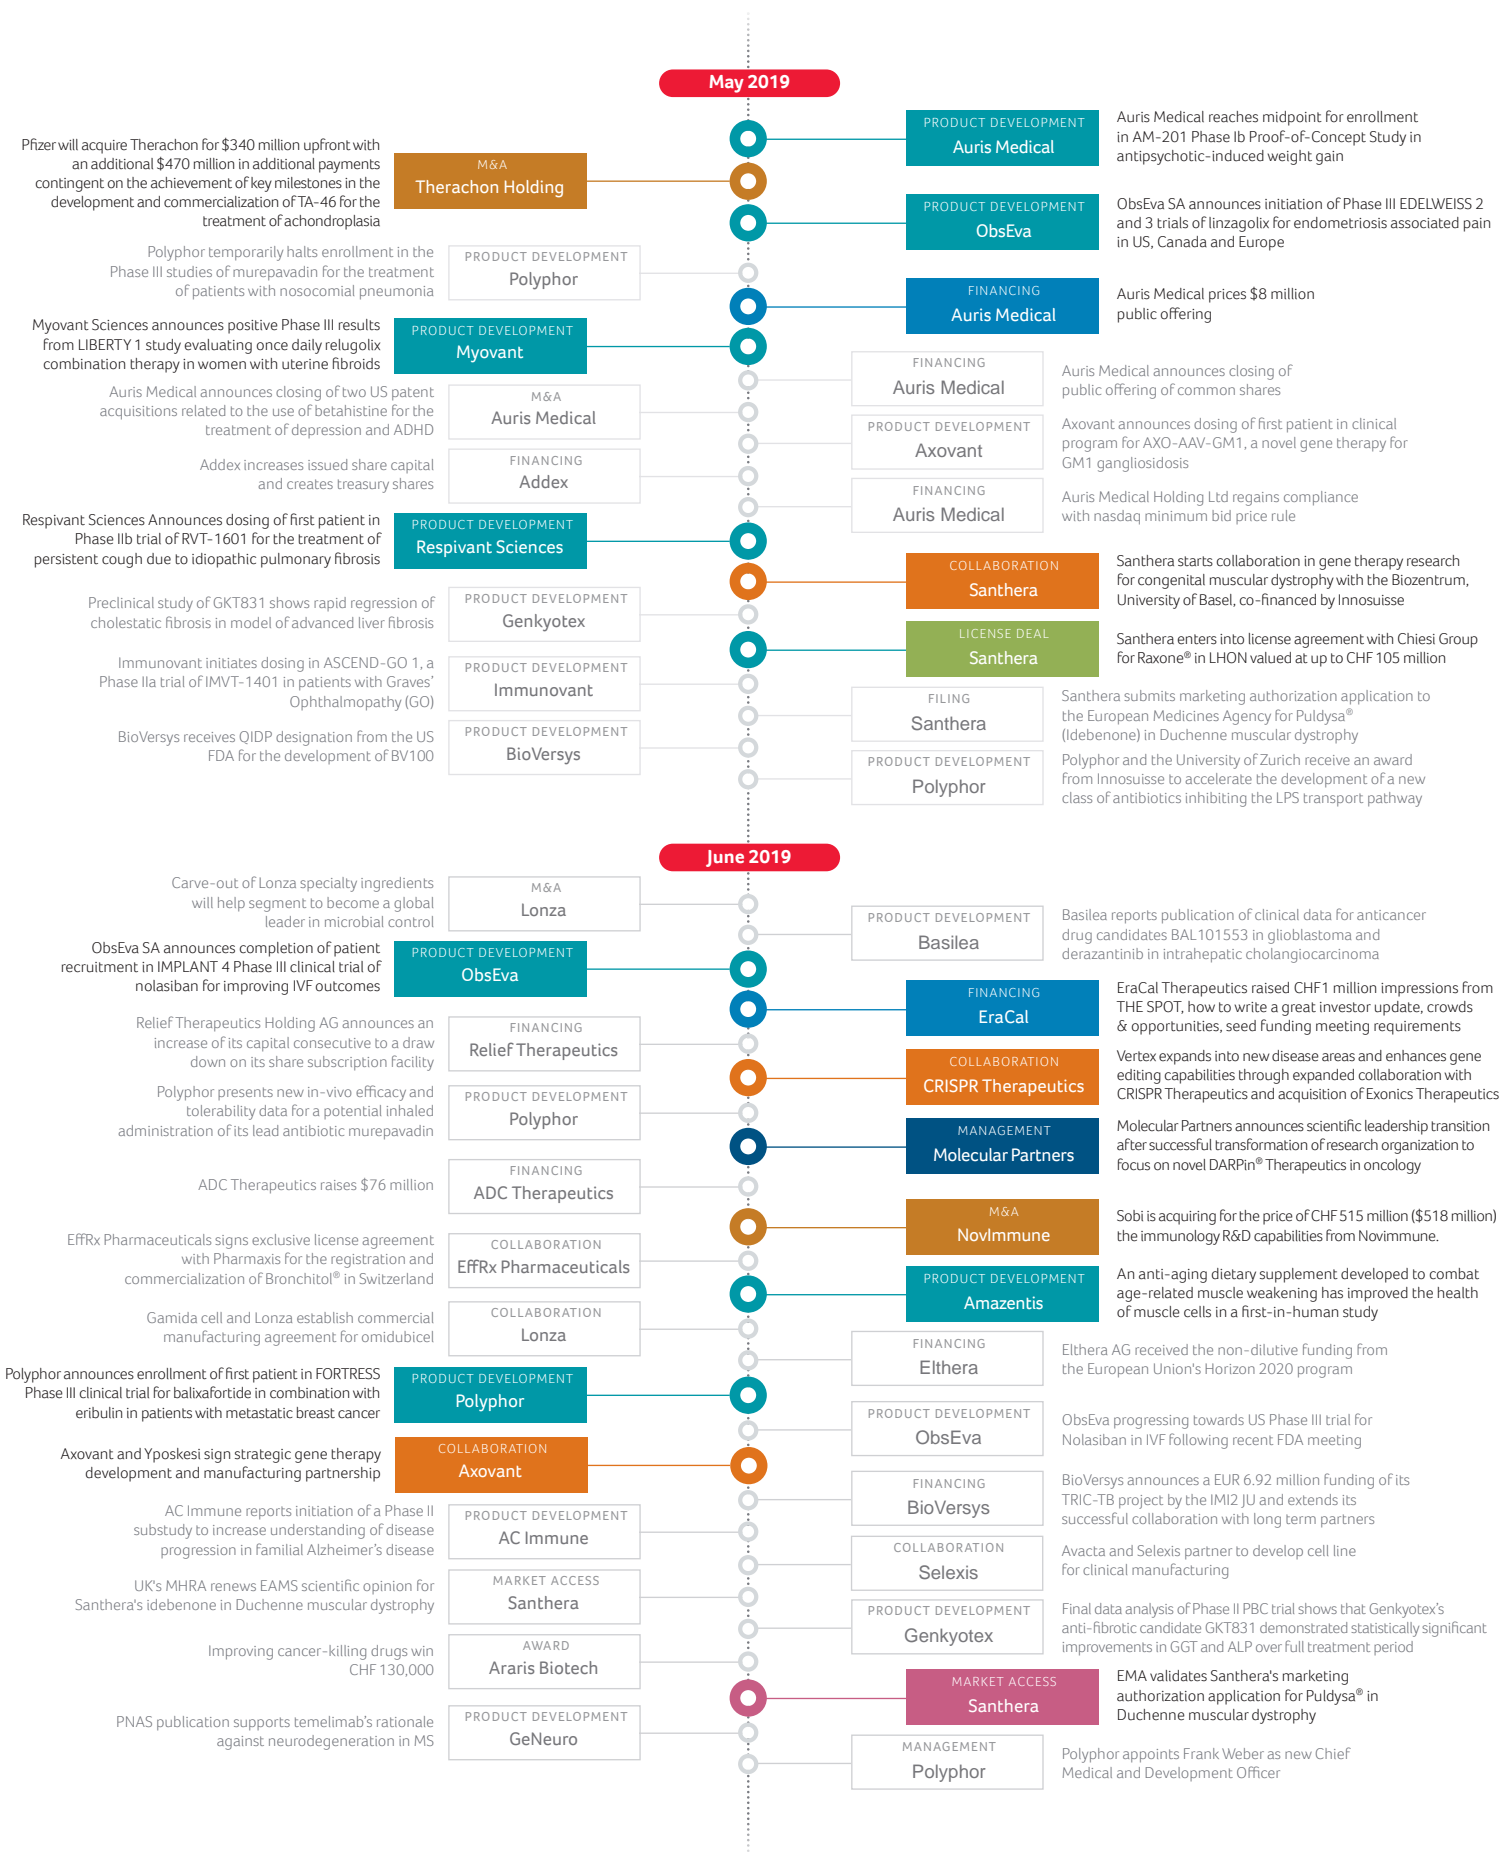 May 2019
PRODUCT DEVELOPMENT
Auris Medical
Auris Medical reaches midpoint for enrollment
in AM-201 Phase Ib Proof-of-Concept Study in
antipsychotic-induced weight gain
Pfizer will acquire Therachon for $340 million upfront with
an additional $470 million in additional payments
contingent on the achievement of key milestones in the
development and commercialization of TA-46 for the
treatment of achondroplasia
M&A
Therachon Holding
PRODUCT DEVELOPMENT
ObsEva
ObsEva SA announces initiation of Phase III EDELWEISS 2
and 3 trials of linzagolix for endometriosis associated pain
in US, Canada and Europe
Polyphor temporarily halts enrollment in the
Phase III studies of murepavadin for the treatment
of patients with nosocomial pneumonia
PRODUCT DEVELOPMENT
Polyphor
FINANCING
Auris Medical
Auris Medical prices $8 million
public offering
Myovant Sciences announces positive Phase III results
from LIBERTY 1 study evaluating once daily relugolix
combination therapy in women with uterine fibroids
PRODUCT DEVELOPMENT
Myovant
FINANCING
Auris Medical
Auris Medical announces closing of
public offering of common shares
Auris Medical announces closing of two US patent
acquisitions related to the use of betahistine for the
treatment of depression and ADHD
M&A
Auris Medical
PRODUCT DEVELOPMENT
Axovant
Axovant announces dosing of first patient in clinical
program for AXO-AAV-GM1, a novel gene therapy for
GM1 gangliosidosis
Addex increases issued share capital
and creates treasury shares
FINANCING
Addex
FINANCING
Auris Medical
Auris Medical Holding Ltd regains compliance
with nasdaq minimum bid price rule
Respivant Sciences Announces dosing of first patient in
Phase IIb trial of RVT-1601 for the treatment of
persistent cough due to idiopathic pulmonary fibrosis
PRODUCT DEVELOPMENT
Respivant Sciences
COLLABORATION
Santhera
Santhera starts collaboration in gene therapy research
for congenital muscular dystrophy with the Biozentrum,
University of Basel, co-financed by Innosuisse
Preclinical study of GKT831 shows rapid regression of
cholestatic fibrosis in model of advanced liver fibrosis
PRODUCT DEVELOPMENT
Genkyotex
LICENSE DEAL
Santhera
Santhera enters into license agreement with Chiesi Group
for Raxone® in LHON valued at up to CHF 105 million
Immunovant initiates dosing in ASCEND-GO 1, a
Phase IIa trial of IMVT-1401 in patients with Graves’
Ophthalmopathy (GO)
PRODUCT DEVELOPMENT
IMMUNOVANT
FILING
Santhera
Santhera submits marketing authorization application to
the European Medicines Agency for Puldysa®
(Idebenone) in Duchenne muscular dystrophy
BioVersys receives QIDP designation from the US
FDA for the development of BV100
PRODUCT DEVELOPMENT
BioVersys
PRODUCT DEVELOPMENT
Polyphor
Polyphor and the University of Zurich receive an award
from Innosuisse to accelerate the development of a new
class of antibiotics inhibiting the LPS transport pathway
June 2019
Carve-out of Lonza specialty ingredients
will help segment to become a global
leader in microbial control
M&A
Lonza
PRODUCT DEVELOPMENT
Basilea
Basilea reports publication of clinical data for anticancer
drug candidates BAL101553 in glioblastoma and
derazantinib in intrahepatic cholangiocarcinoma
ObsEva SA announces completion of patient
recruitment in IMPLANT 4 Phase III clinical trial of
nolasiban for improving IVF outcomes
PRODUCT DEVELOPMENT
ObsEva
FINANCING
EraCal
EraCal Therapeutics raised CHF1 million impressions from
THE SPOT, how to write a great investor update, crowds
& opportunities, seed funding meeting requirements
Relief Therapeutics Holding AG announces an
increase of its capital consecutive to a draw
down on its share subscription facility
FINANCING
Relief Therapeutics
COLLABORATION
CRISPR Therapeutics
Vertex expands into new disease areas and enhances gene
editing capabilities through expanded collaboration with
CRISPR Therapeutics and acquisition of Exonics Therapeutics
Polyphor presents new in-vivo efficacy and
tolerability data for a potential inhaled
administration of its lead antibiotic murepavadin
PRODUCT DEVELOPMENT
Polyphor
MANAGEMENT
Molecular Partners
Molecular Partners announces scientific leadership transition
after successful transformation of research organization to
focus on novel DARPin® Therapeutics in oncology
ADC Therapeutics raises $76 million
FINANCING
ADC Therapeutics
M&A
NovImmune
Sobi is acquiring for the price of CHF 515 million ($518 million)
the immunology R&D capabilities from Novimmune.
EffRx Pharmaceuticals signs exclusive license agreement
with Pharmaxis for the registration and
commercialization of Bronchitol® in Switzerland
COLLABORATION
EffRx Pharmaceuticals
PRODUCT DEVELOPMENT
Amazentis
An anti-aging dietary supplement developed to combat
age-related muscle weakening has improved the health
of muscle cells in a first-in-human study
Gamida cell and Lonza establish commercial
manufacturing agreement for omidubicel
COLLABORATION
Lonza
FINANCING
Elthera
Elthera AG received the non-dilutive funding from
the European Union's Horizon 2020 program
Polyphor announces enrollment of first patient in FORTRESS
Phase III clinical trial for balixafortide in combination with
eribulin in patients with metastatic breast cancer
PRODUCT DEVELOPMENT
Polyphor
PRODUCT DEVELOPMENT
ObsEva
ObsEva progressing towards US Phase III trial for
Nolasiban in IVF following recent FDA meeting
Axovant and Yposkesi sign strategic gene therapy
development and manufacturing partnership
COLLABORATION
Axovant
FINANCING
BioVersys
BioVersys announces a EUR 6.92 million funding of its
TRIC-TB project by the IMI2 JU and extends its
successful collaboration with long term partners
AC Immune reports initiation of a Phase II
substudy to increase understanding of disease
progression in familial Alzheimer’s disease
PRODUCT DEVELOPMENT
AC Immune
COLLABORATION
Selexis
Avacta and Selexis partner to develop cell line
for clinical manufacturing
UK's MHRA renews EAMS scientific opinion for
Santhera's idebenone in Duchenne muscular dystrophy
MARKET ACCESS
Santhera
PRODUCT DEVELOPMENT
Genkyotex
Final data analysis of Phase II PBC trial shows that Genkyotex’s
anti-fibrotic candidate GKT831 demonstrated statistically significant
improvements in GGT and ALP over full treatment period
Improving cancer-killing drugs win
CHF 130,000
AWARD
Araris Biotech
MARKET ACCESS
Santhera
EMA validates Santhera's marketing
authorization application for Puldysa® in
Duchenne muscular dystrophy
PNAS publication supports temelimab’s rationale
against neurodegeneration in MS
PRODUCT DEVELOPMENT
GeNeuro
MANAGEMENT
Polyphor
Polyphor appoints Frank Weber as new Chief
Medical and Development Officer